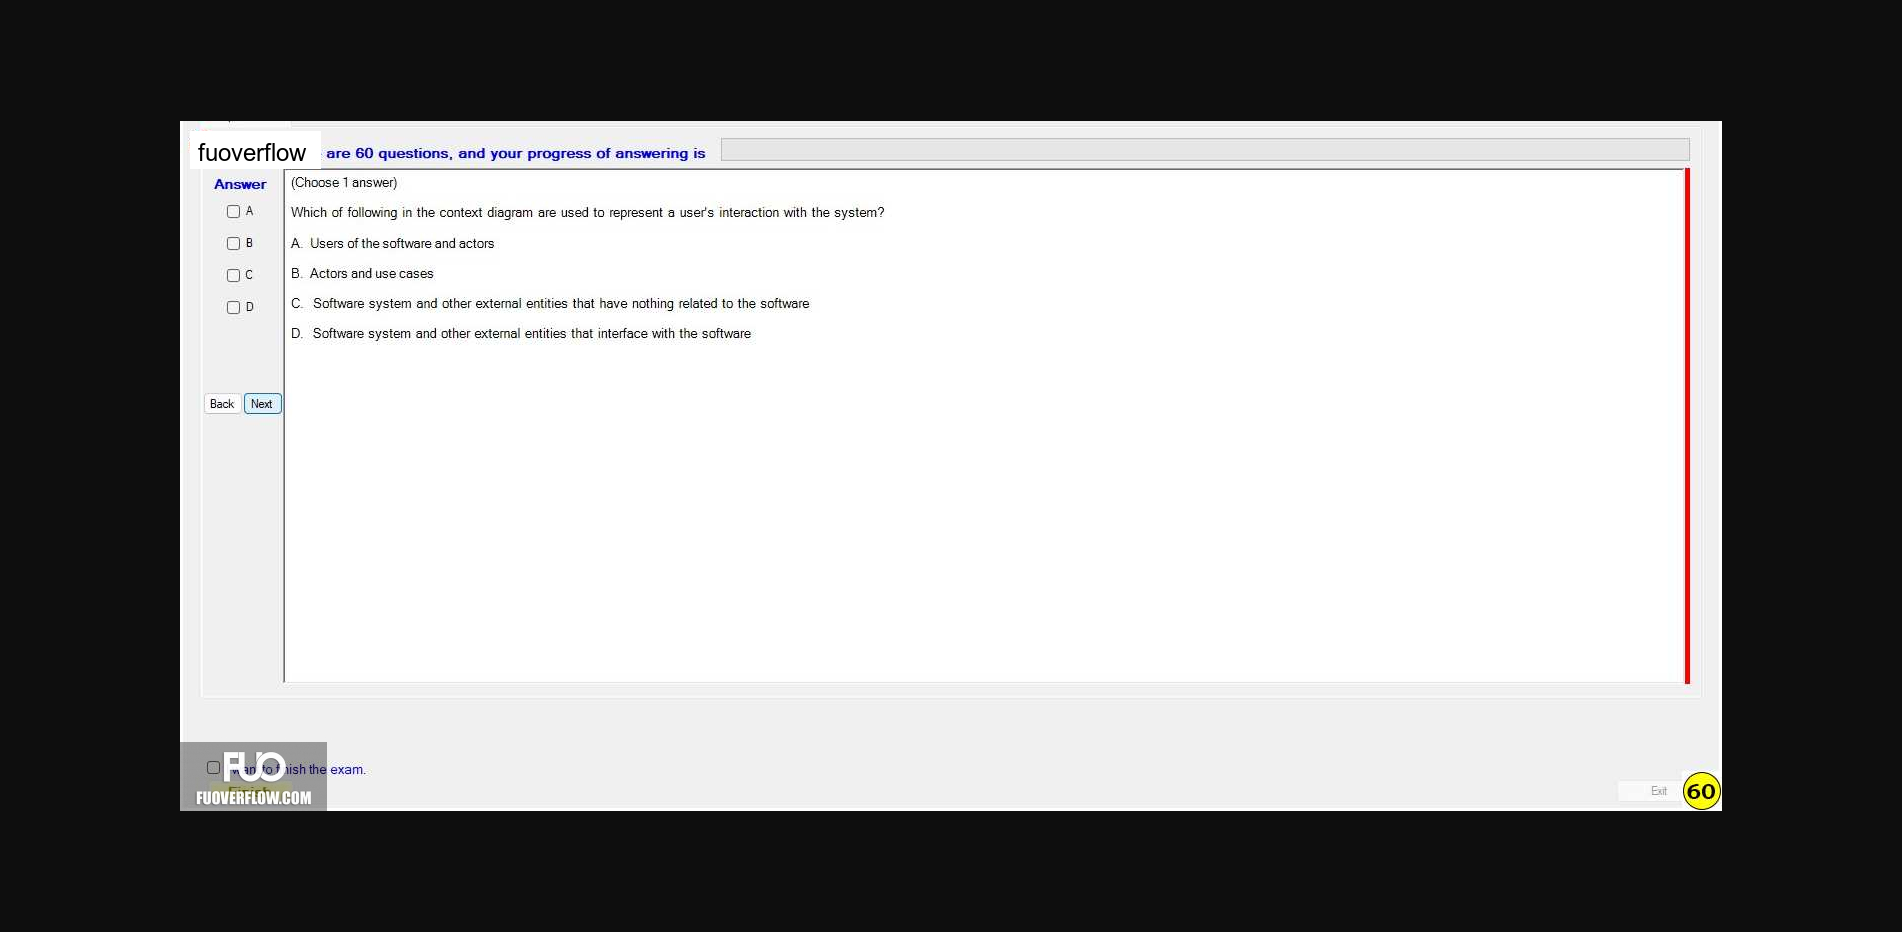 fuoverflow are 60 questions, and your progress of answering is
Answer
(Choose 1 answer)
A
Which of following in the context diagram are used to represent a user's interaction with the system?
B
A. Users of the software and actors
C
B. Actors and use cases
D
C. Software system and other external entities that have nothing related to the software
D. Software system and other external entities that interface with the software
Back Next
FUO
want to finish the exam.
Finish
FUOVERFLOW.COM
Exit
60